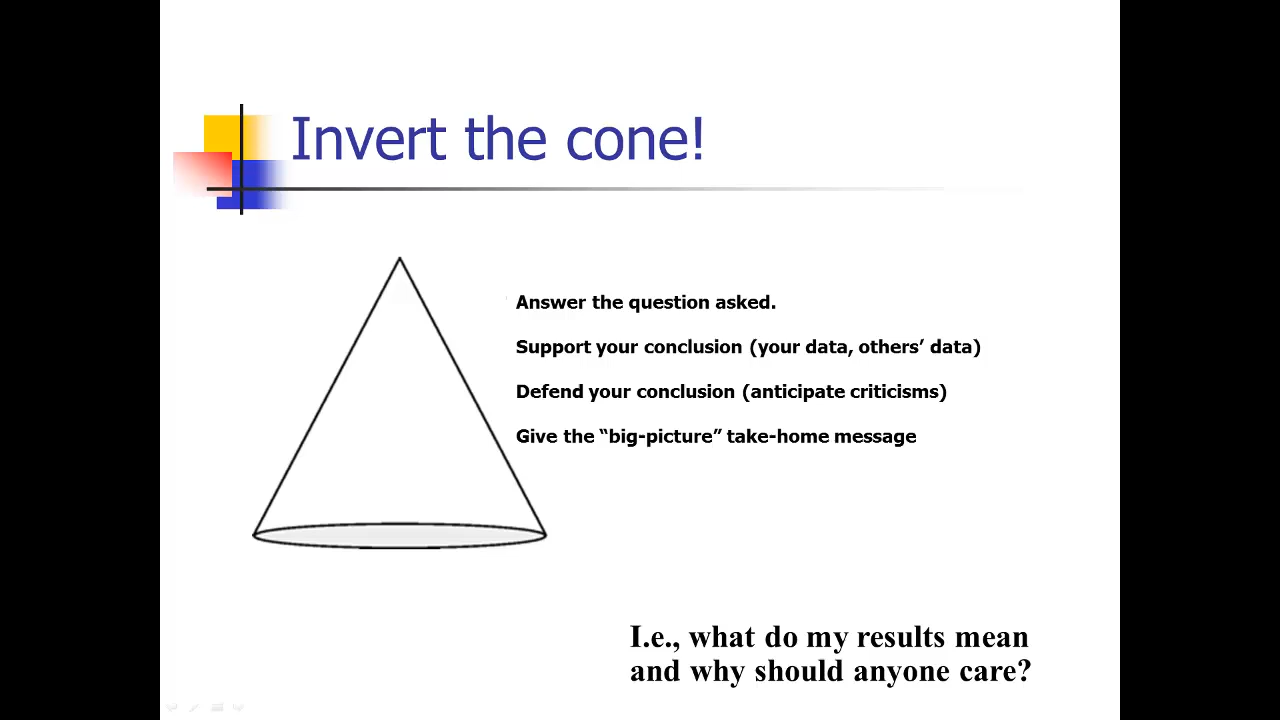 Invert the cone!
Answer the question asked.
Support your conclusion (your data, others’ data)
Defend your conclusion (anticipate criticisms)
Give the “big-picture” take-home message
I.e., what do my results mean
and why should anyone care?